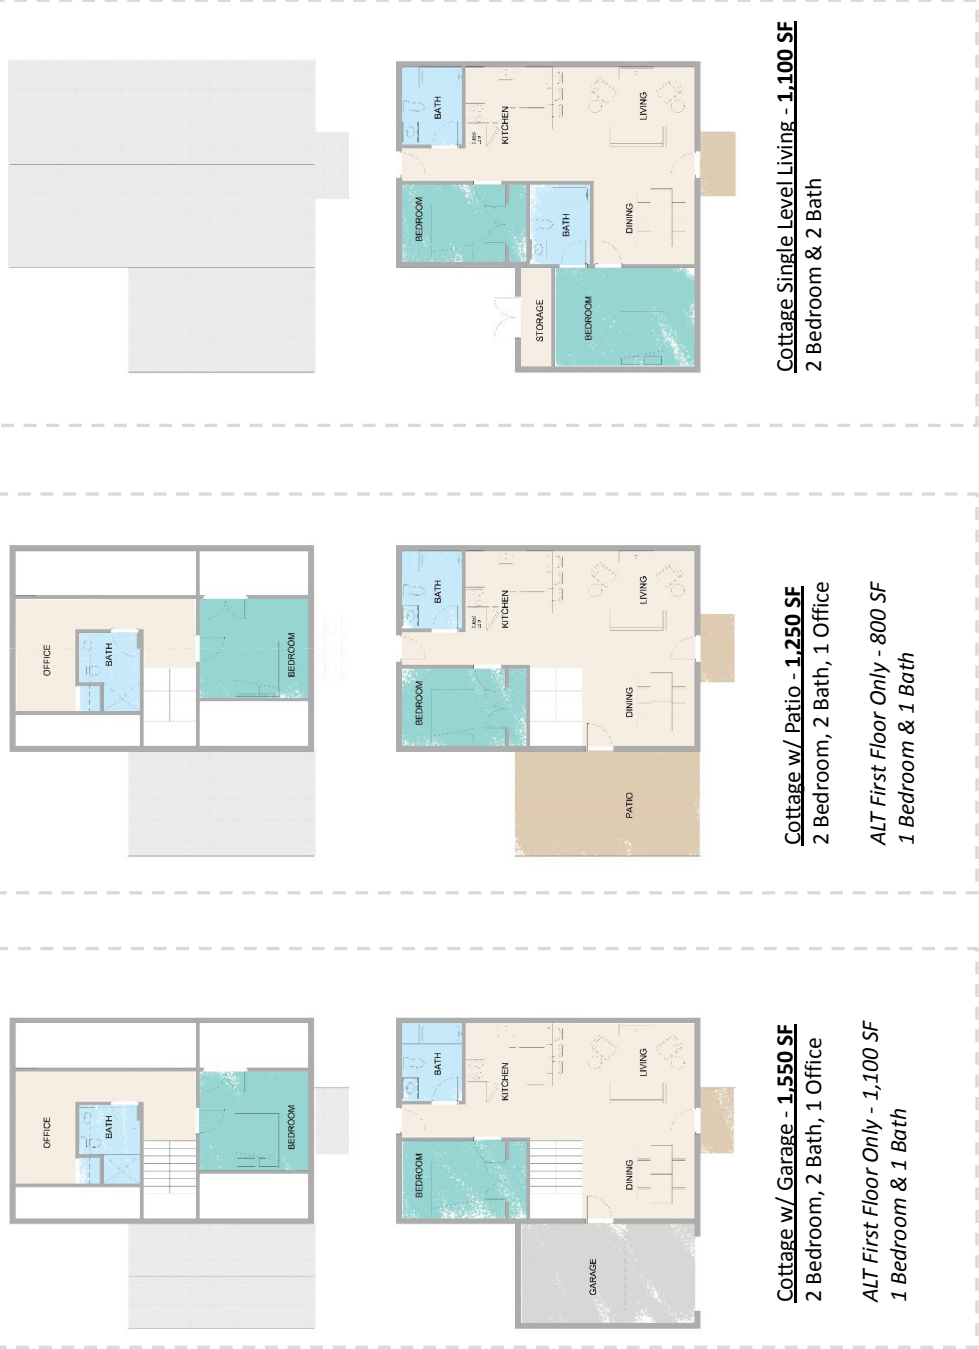 OFFICE
BATH
BEDROOM
BEDROOM
BATH
KITCHEN
GARAGE
DINING
LIVING
Cottage w/ Garage - 1,550 SF
2 Bedroom, 2 Bath, 1 Office
ALT First Floor Only - 1,100 SF
1 Bedroom & 1 Bath
OFFICE
BATH
BEDROOM
BEDROOM
BATH
KITCHEN
PATIO
DINING
LIVING
Cottage w/ Patio - 1,250 SF
2 Bedroom, 2 Bath, 1 Office
ALT First Floor Only - 800 SF
1 Bedroom & 1 Bath
BEDROOM
BATH
KITCHEN
STORAGE
BATH
BEDROOM
DINING
LIVING
Cottage Single Level Living - 1,100 SF
2 Bedroom & 2 Bath